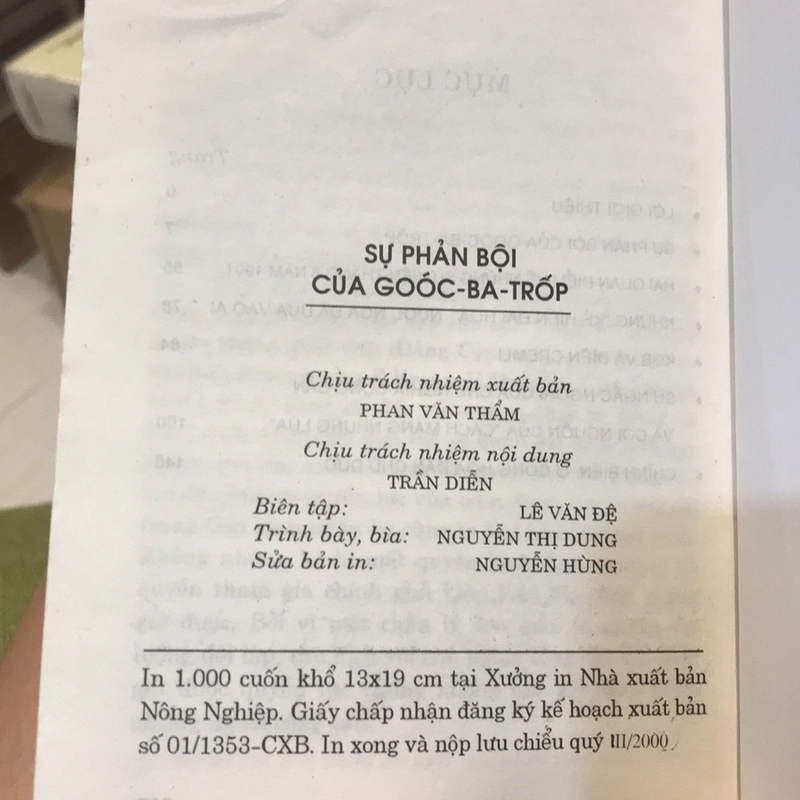 SỰ PHẢN BỘI
CỦA GOÓC-BA-TRỐP
Chịu trách nhiệm xuất bản
PHAN VĂN THẨM
Chịu trách nhiệm nội dung
TRẦN DIỄN
Biên tập: LÊ VĂN ĐỆ
Trình bày, bìa: NGUYỄN THỊ DUNG
Sửa bản in: NGUYỄN HÙNG
In 1.000 cuốn khổ 13x19 cm tại Xưởng in Nhà xuất bản
Nông Nghiệp. Giấy chấp nhận đăng ký kế hoạch xuất bản
số 01/1353-CXB. In xong và nộp lưu chiểu quý III/2000.